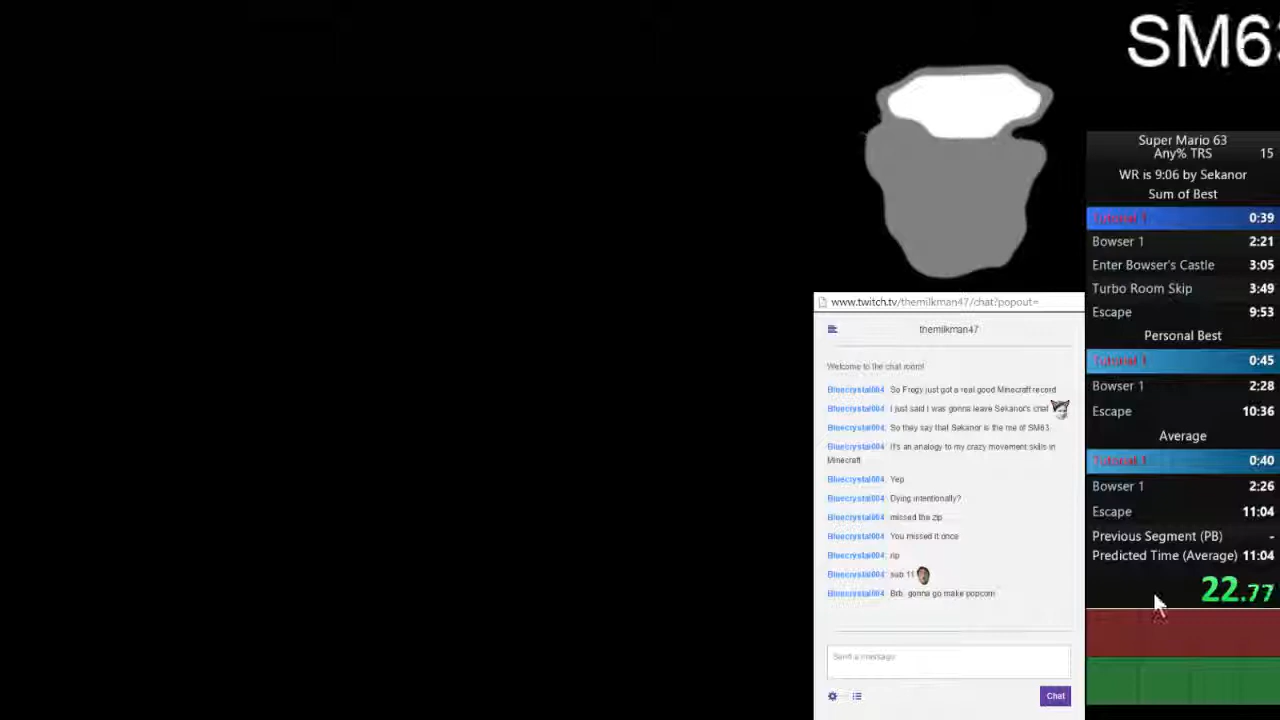 SM63
Super Mario 63
Any% TRS 15
WR is 9:06 by Sekanor
Sum of Best
Tutorial 1 0:39
Bowser 1 2:21
Enter Bowser's Castle 3:05
Turbo Room Skip 3:49
Escape 9:53
Personal Best
Tutorial 1 0:45
Bowser 1 2:28
Escape 10:36
Average
Tutorial 1 0:40
Bowser 1 2:26
Escape 11:04
Previous Segment (PB) -
Predicted Time (Average) 11:04
22.77
www.twitch.tv/themilkman47/chat?popout=
themilkman47
Welcome to the chat room!
Bluecrystal004: So Frogy just got a real good Minecraft record
Bluecrystal004: I just said I was gonna leave Sekanor's chat
Bluecrystal004: So they say that Sekanor is the me of SM63.
Bluecrystal004: It's an analogy to my crazy movement skills in
Minecraft
Bluecrystal004: Yep
Bluecrystal004: Dying intentionally?
Bluecrystal004: missed the zip
Bluecrystal004: You missed it once
Bluecrystal004: rip
Bluecrystal004: sub 11
Bluecrystal004: Brb, gonna go make popcorn
Send a message
Chat